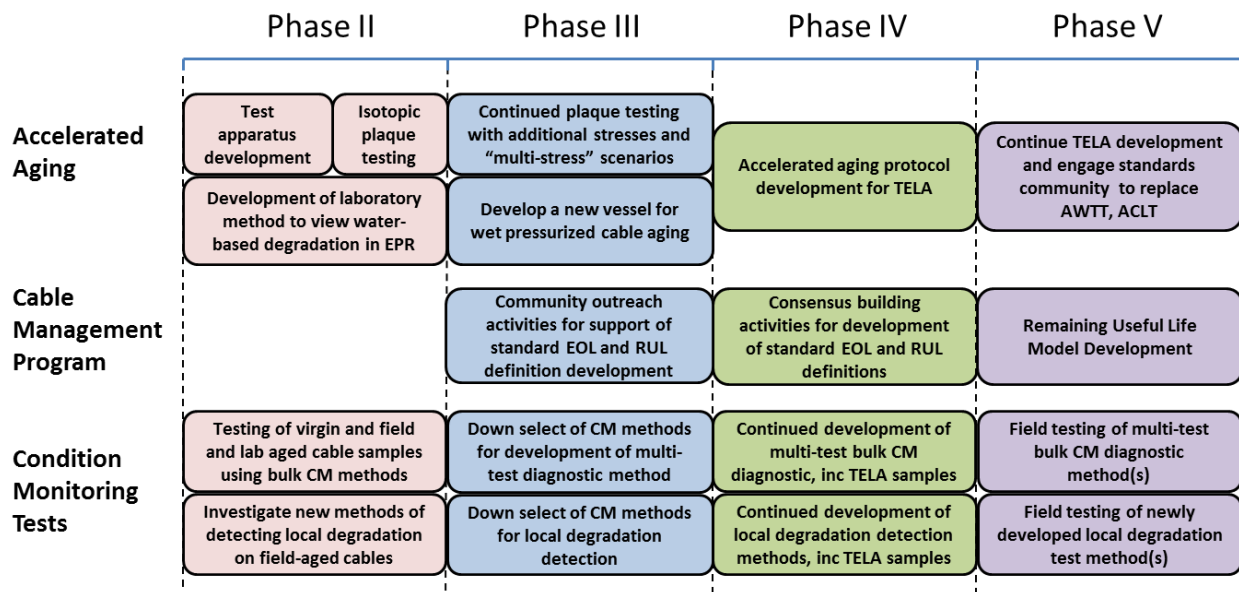 Phase II
Phase III
Phase IV
Phase V
Accelerated
Aging
Test
apparatus
development
Isotopic
plaque
testing
Continued plaque testing
with additional stresses and
“multi-stress” scenarios
Accelerated aging protocol
development for TELA
Continue TELA development
and engage standards
community to replace
AWTT, ACLT
Development of laboratory
method to view water-
based degradation in EPR
Develop a new vessel for
wet pressurized cable aging
Cable
Management
Program
Community outreach
activities for support of
standard EOL and RUL
definition development
Consensus building
activities for development
of standard EOL and RUL
definitions
Remaining Useful Life
Model Development
Condition
Monitoring
Tests
Testing of virgin and field
and lab aged cable samples
using bulk CM methods
Down select of CM methods
for development of multi-
test diagnostic method
Continued development of
multi-test bulk CM
diagnostic, inc TELA samples
Field testing of multi-test
bulk CM diagnostic
method(s)
Investigate new methods of
detecting local degradation
on field-aged cables
Down select of CM methods
for local degradation
detection
Continued development of
local degradation detection
methods, inc TELA samples
Field testing of newly
developed local degradation
test method(s)